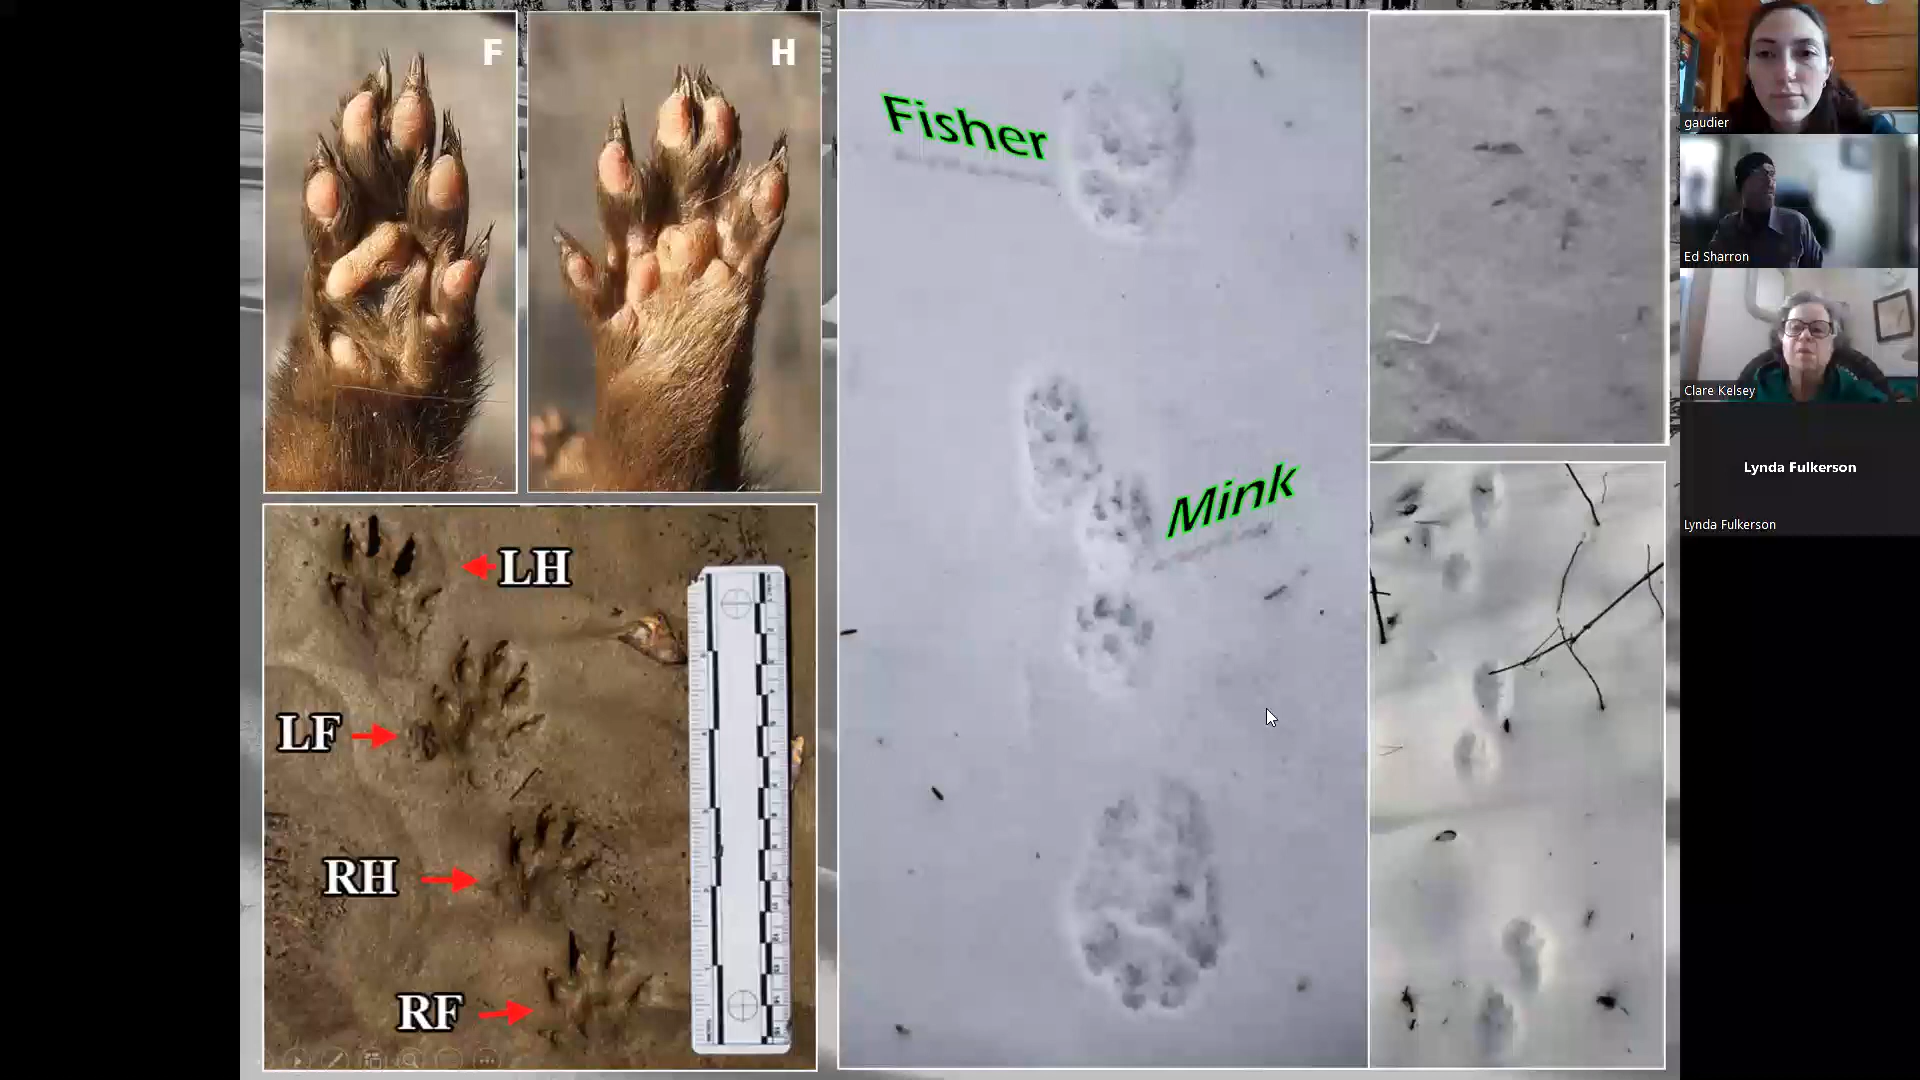 F
H
Fisher
Mink
LH
LF
RH
RF
gaudier
Ed Sharron
Clare Kelsey
Lynda Fulkerson
Lynda Fulkerson